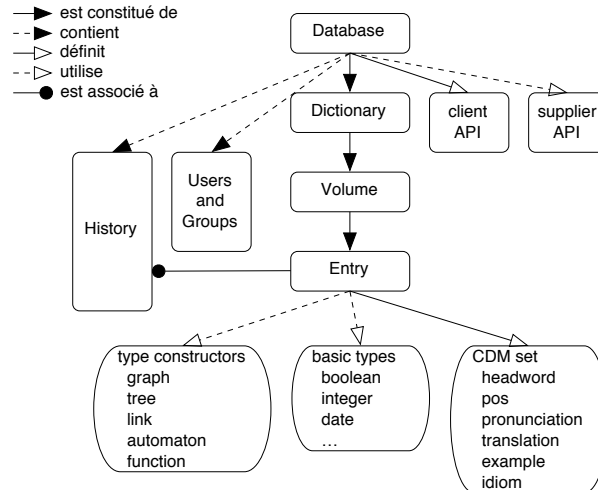 est constitué de
contient
définit
utilise
est associé à
Database
Dictionary
client
API
supplier
API
Users
and
Groups
History
Volume
Entry
type constructors
graph
tree
link
automaton
function
basic types
boolean
integer
date
...
CDM set
headword
pos
pronunciation
translation
example
idiom